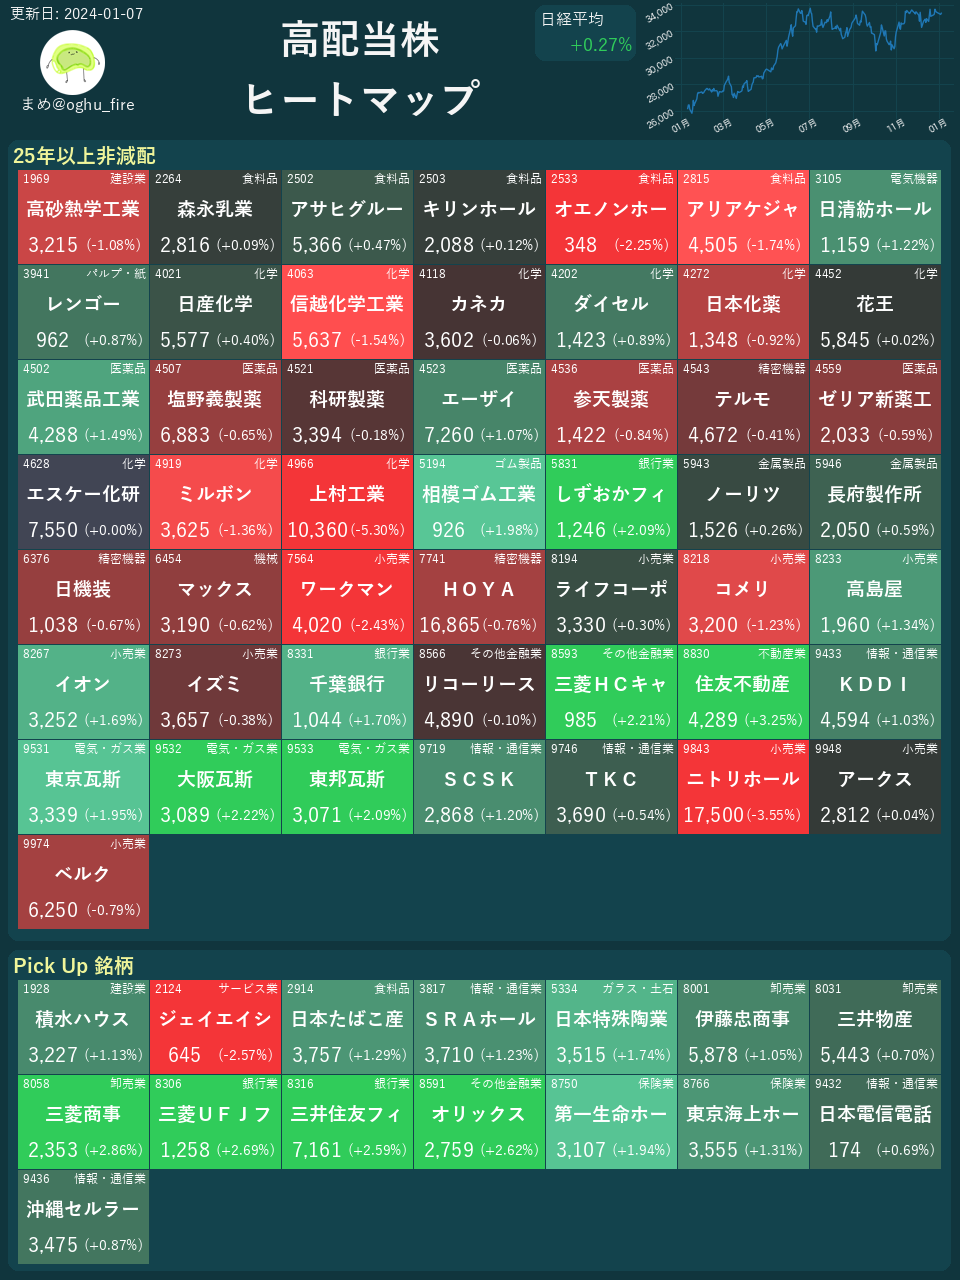 更新日: 2024-01-07
まめ@oghu_fire
高配当株
ヒートマップ
日経平均
+0.27%
34,000
32,000
30,000
28,000
26,000
01月 03月 05月 07月 09月 11月 01月
25年以上非減配
1969 建設業 2264 食料品 2502 食料品 2503 食料品 2533 食料品 2815 食料品 3105 電気機器
高砂熱学工業 森永乳業 アサヒグルー キリンホール オエノンホー アリアケジャ 日清紡ホール
3,215 (-1.08%) 2,816 (+0.09%) 5,366 (+0.47%) 2,088 (+0.12%) 348 (-2.25%) 4,505 (-1.74%) 1,159 (+1.22%)
3941 パルプ・紙 4021 化学 4063 化学 4118 化学 4202 化学 4272 化学 4452 化学
レンゴー 日産化学 信越化学工業 カネカ ダイセル 日本化薬 花王
962 (+0.87%) 5,577 (+0.40%) 5,637 (-1.54%) 3,602 (-0.06%) 1,423 (+0.89%) 1,348 (-0.92%) 5,845 (+0.02%)
4502 医薬品 4507 医薬品 4521 医薬品 4523 医薬品 4536 医薬品 4543 精密機器 4559 医薬品
武田薬品工業 塩野義製薬 科研製薬 エーザイ 参天製薬 テルモ ゼリア新薬工
4,288 (+1.49%) 6,883 (-0.65%) 3,394 (-0.18%) 7,260 (+1.07%) 1,422 (-0.84%) 4,672 (-0.41%) 2,033 (-0.59%)
4628 化学 4919 化学 4966 化学 5194 ゴム製品 5831 銀行業 5943 金属製品 5946 金属製品
エスケー化研 ミルボン 上村工業 相模ゴム工業 しずおかフィ ノーリツ 長府製作所
7,550 (+0.00%) 3,625 (-1.36%) 10,360 (-5.30%) 926 (+1.98%) 1,246 (+2.09%) 1,526 (+0.26%) 2,050 (+0.59%)
6376 精密機器 6454 機械 7564 小売業 7741 精密機器 8194 小売業 8218 小売業 8233 小売業
日機装 マックス ワークマン ＨＯＹＡ ライフコーポ コメリ 高島屋
1,038 (-0.67%) 3,190 (-0.62%) 4,020 (-2.43%) 16,865 (-0.76%) 3,330 (+0.30%) 3,200 (-1.23%) 1,960 (+1.34%)
8267 小売業 8273 小売業 8331 銀行業 8566 その他金融業 8593 その他金融業 8830 不動産業 9433 情報・通信業
イオン イズミ 千葉銀行 リコーリース 三菱ＨＣキャ 住友不動産 ＫＤＤＩ
3,252 (+1.69%) 3,657 (-0.38%) 1,044 (+1.70%) 4,890 (-0.10%) 985 (+2.21%) 4,289 (+3.25%) 4,594 (+1.03%)
9531 電気・ガス業 9532 電気・ガス業 9533 電気・ガス業 9719 情報・通信業 9746 情報・通信業 9843 小売業 9948 小売業
東京瓦斯 大阪瓦斯 東邦瓦斯 ＳＣＳＫ ＴＫＣ ニトリホール アークス
3,339 (+1.95%) 3,089 (+2.22%) 3,071 (+2.09%) 2,868 (+1.20%) 3,690 (+0.54%) 17,500 (-3.55%) 2,812 (+0.04%)
9974 小売業
ベルク
6,250 (-0.79%)
Pick Up 銘柄
1928 建設業 2124 サービス業 2914 食料品 3817 情報・通信業 5334 ガラス・土石 8001 卸売業 8031 卸売業
積水ハウス ジェイエイシ 日本たばこ産 ＳＲＡホール 日本特殊陶業 伊藤忠商事 三井物産
3,227 (+1.13%) 645 (-2.57%) 3,757 (+1.29%) 3,710 (+1.23%) 3,515 (+1.74%) 5,878 (+1.05%) 5,443 (+0.70%)
8058 卸売業 8306 銀行業 8316 銀行業 8591 その他金融業 8750 保険業 8766 保険業 9432 情報・通信業
三菱商事 三菱ＵＦＪフ 三井住友フィ オリックス 第一生命ホー 東京海上ホー 日本電信電話
2,353 (+2.86%) 1,258 (+2.69%) 7,161 (+2.59%) 2,759 (+2.62%) 3,107 (+1.94%) 3,555 (+1.31%) 174 (+0.69%)
9436 情報・通信業
沖縄セルラー
3,475 (+0.87%)